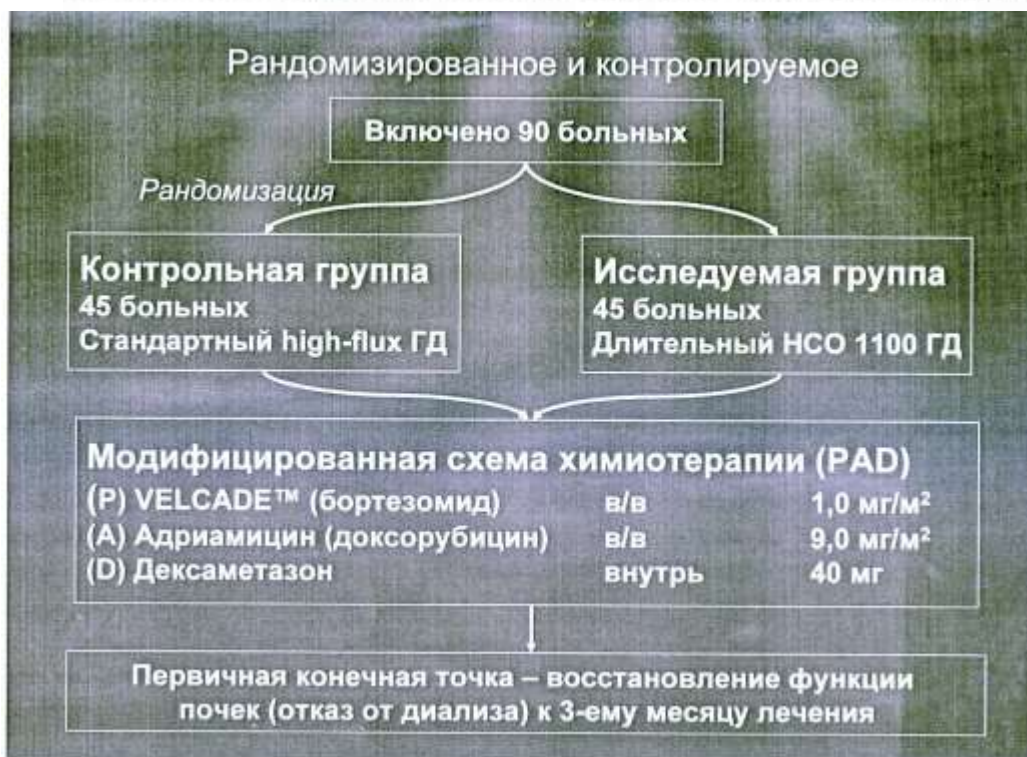 Рандомизированное и контролируемое
Включено 90 больных
Рандомизация
Контрольная группа
45 больных
Стандартный high-flux ГД
Исследуемая группа
45 больных
Длительный НСО 1100 ГД
Модифицированная схема химиотерапии (PAD)
(P) VELCADE™ (бортезомид) в/в 1,0 мг/м²
(A) Адриамицин (доксорубицин) в/в 9,0 мг/м²
(D) Дексаметазон внутрь 40 мг
Первичная конечная точка – восстановление функции
почек (отказ от диализа) к 3-ему месяцу лечения